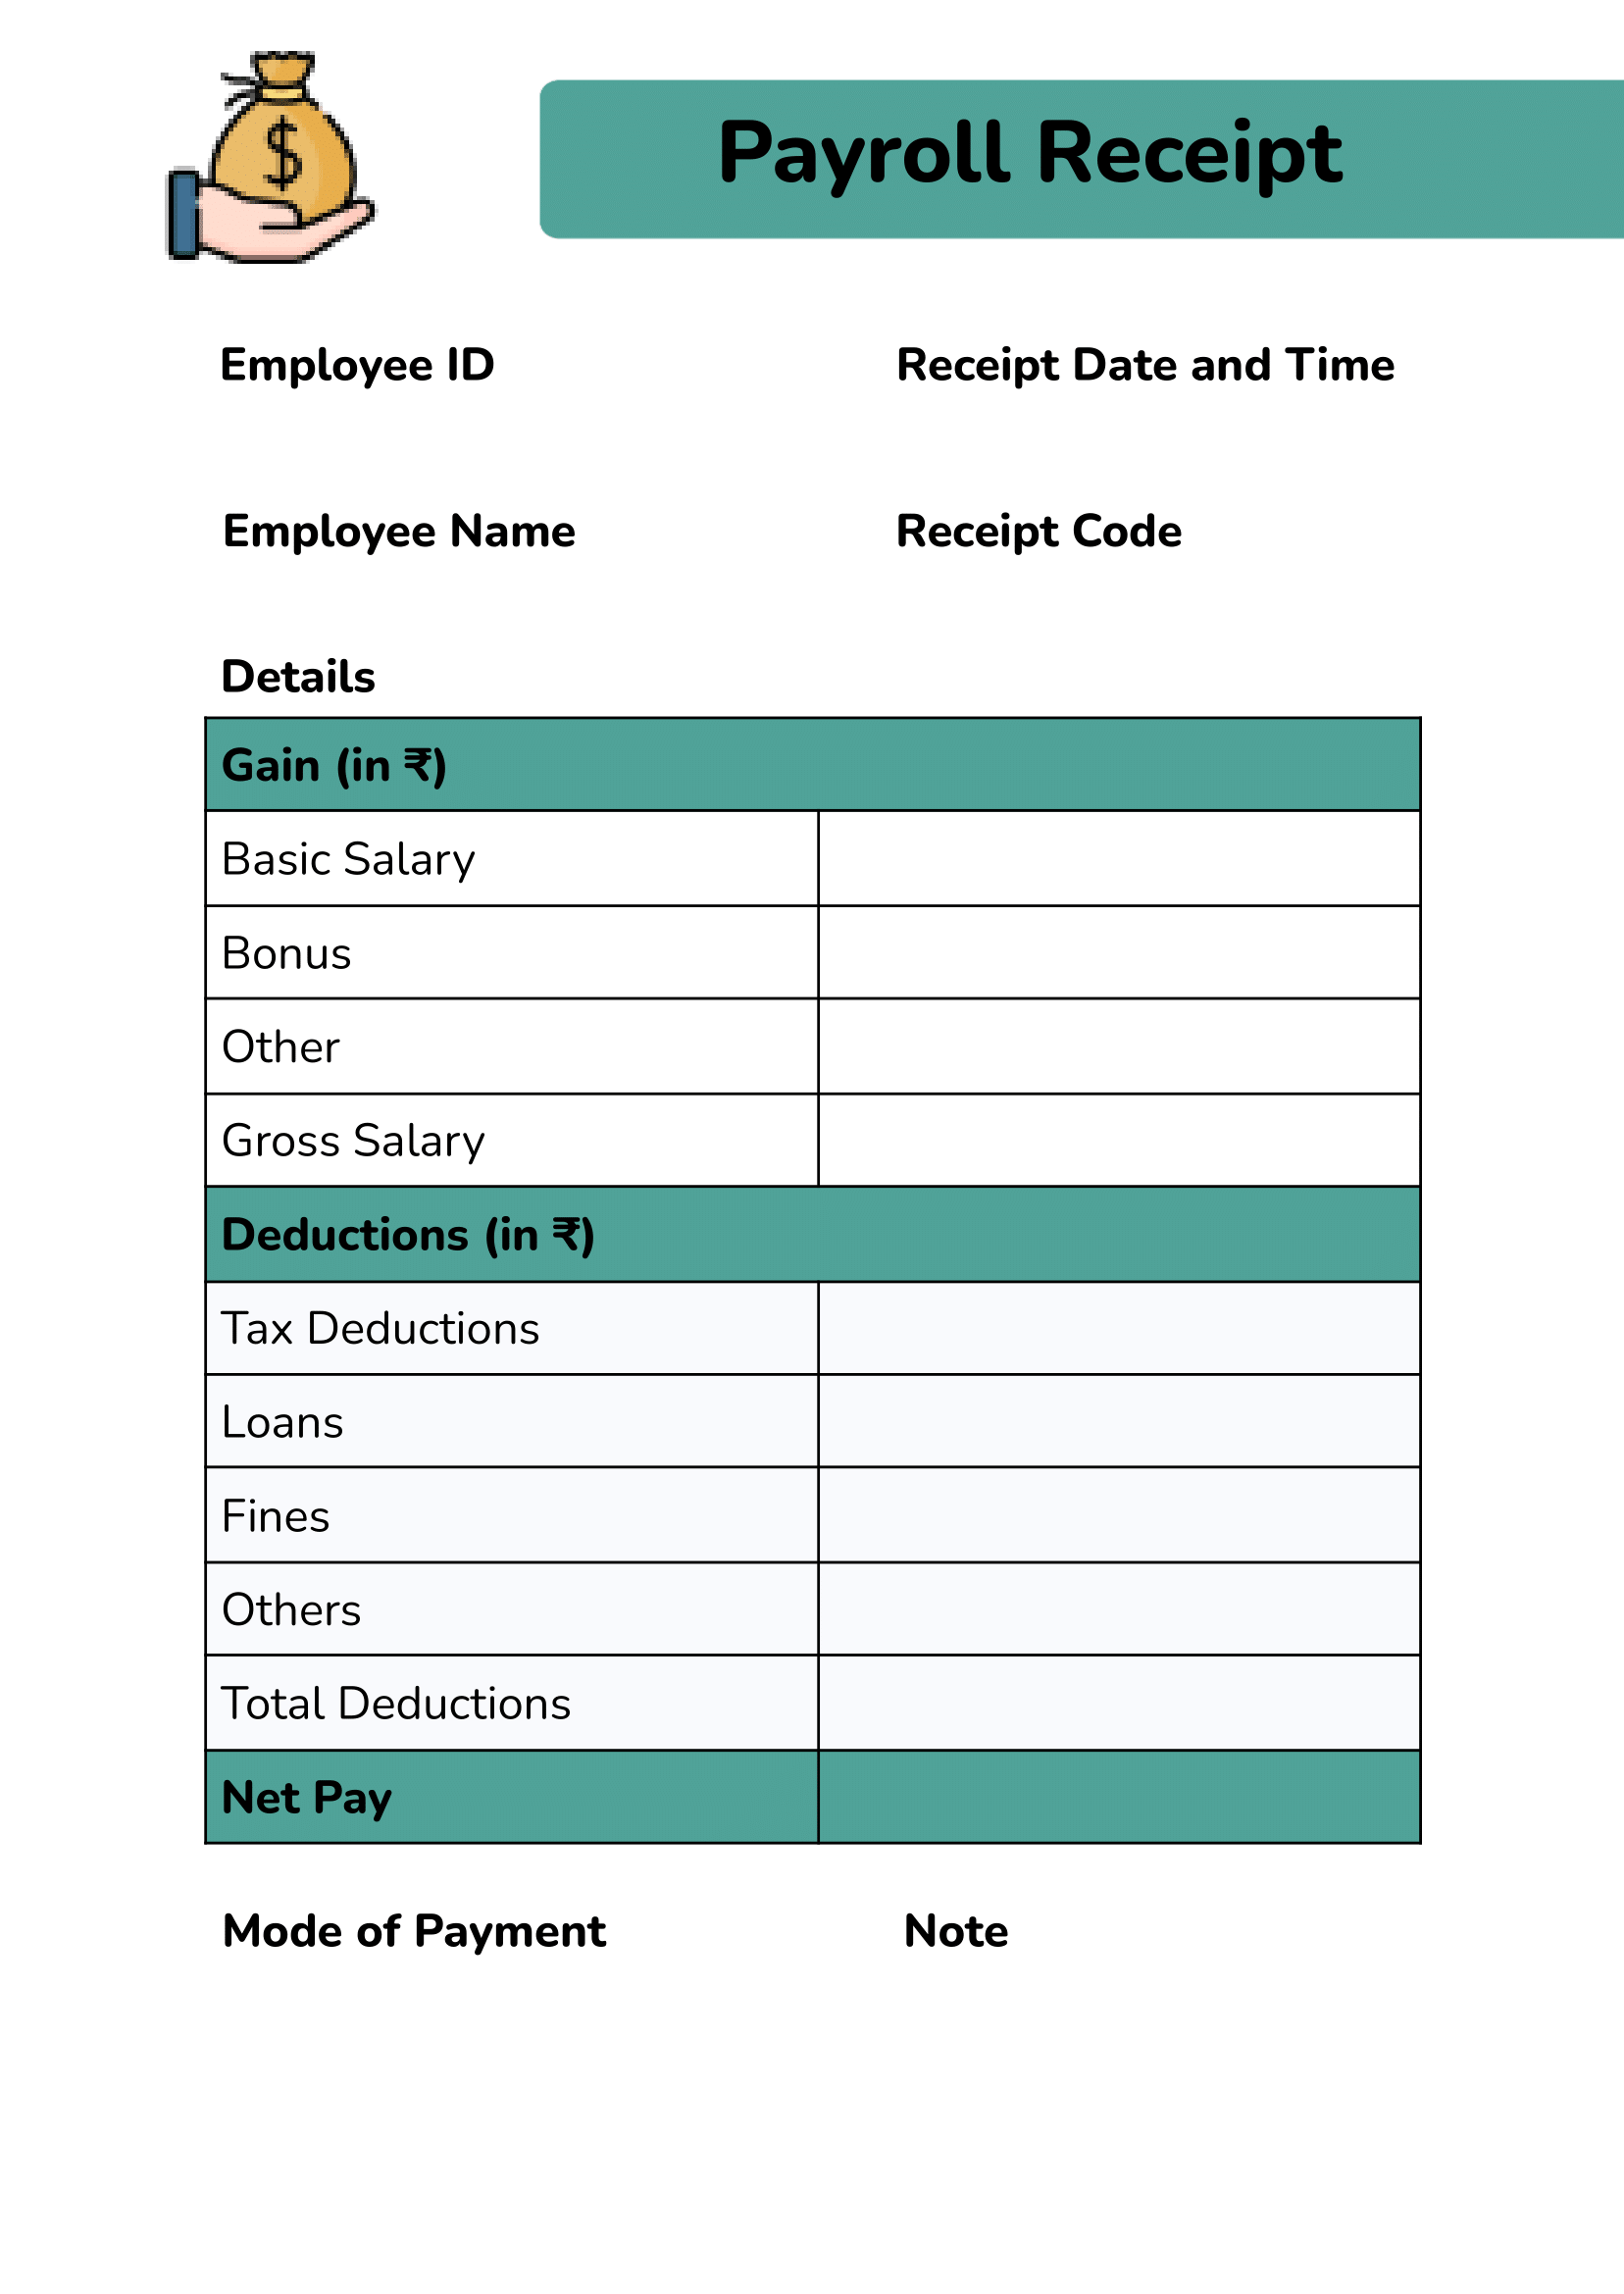 $
Payroll Receipt
Employee ID
Receipt Date and Time
Employee Name
Receipt Code
Details
Gain (in ₹)
Basic Salary
Bonus
Other
Gross Salary
Deductions (in ₹)
Tax Deductions
Loans
Fines
Others
Total Deductions
Net Pay
Mode of Payment
Note